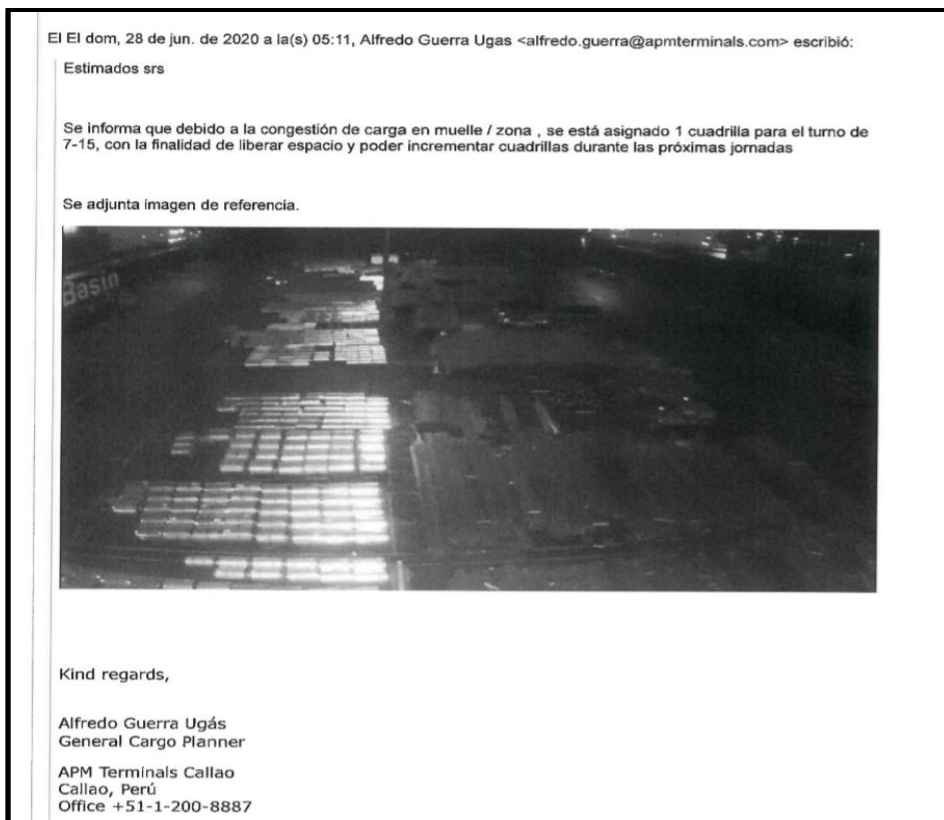 El El dom, 28 de jun. de 2020 a la(s) 05:11, Alfredo Guerra Ugas <alfredo.guerra@apmterminals.com> escribió:
Estimados srs
Se informa que debido a la congestión de carga en muelle / zona , se está asignado 1 cuadrilla para el turno de
7-15, con la finalidad de liberar espacio y poder incrementar cuadrillas durante las próximas jornadas
Se adjunta imagen de referencia.
Basin
Kind regards,
Alfredo Guerra Ugás
General Cargo Planner
APM Terminals Callao
Callao, Perú
Office +51-1-200-8887